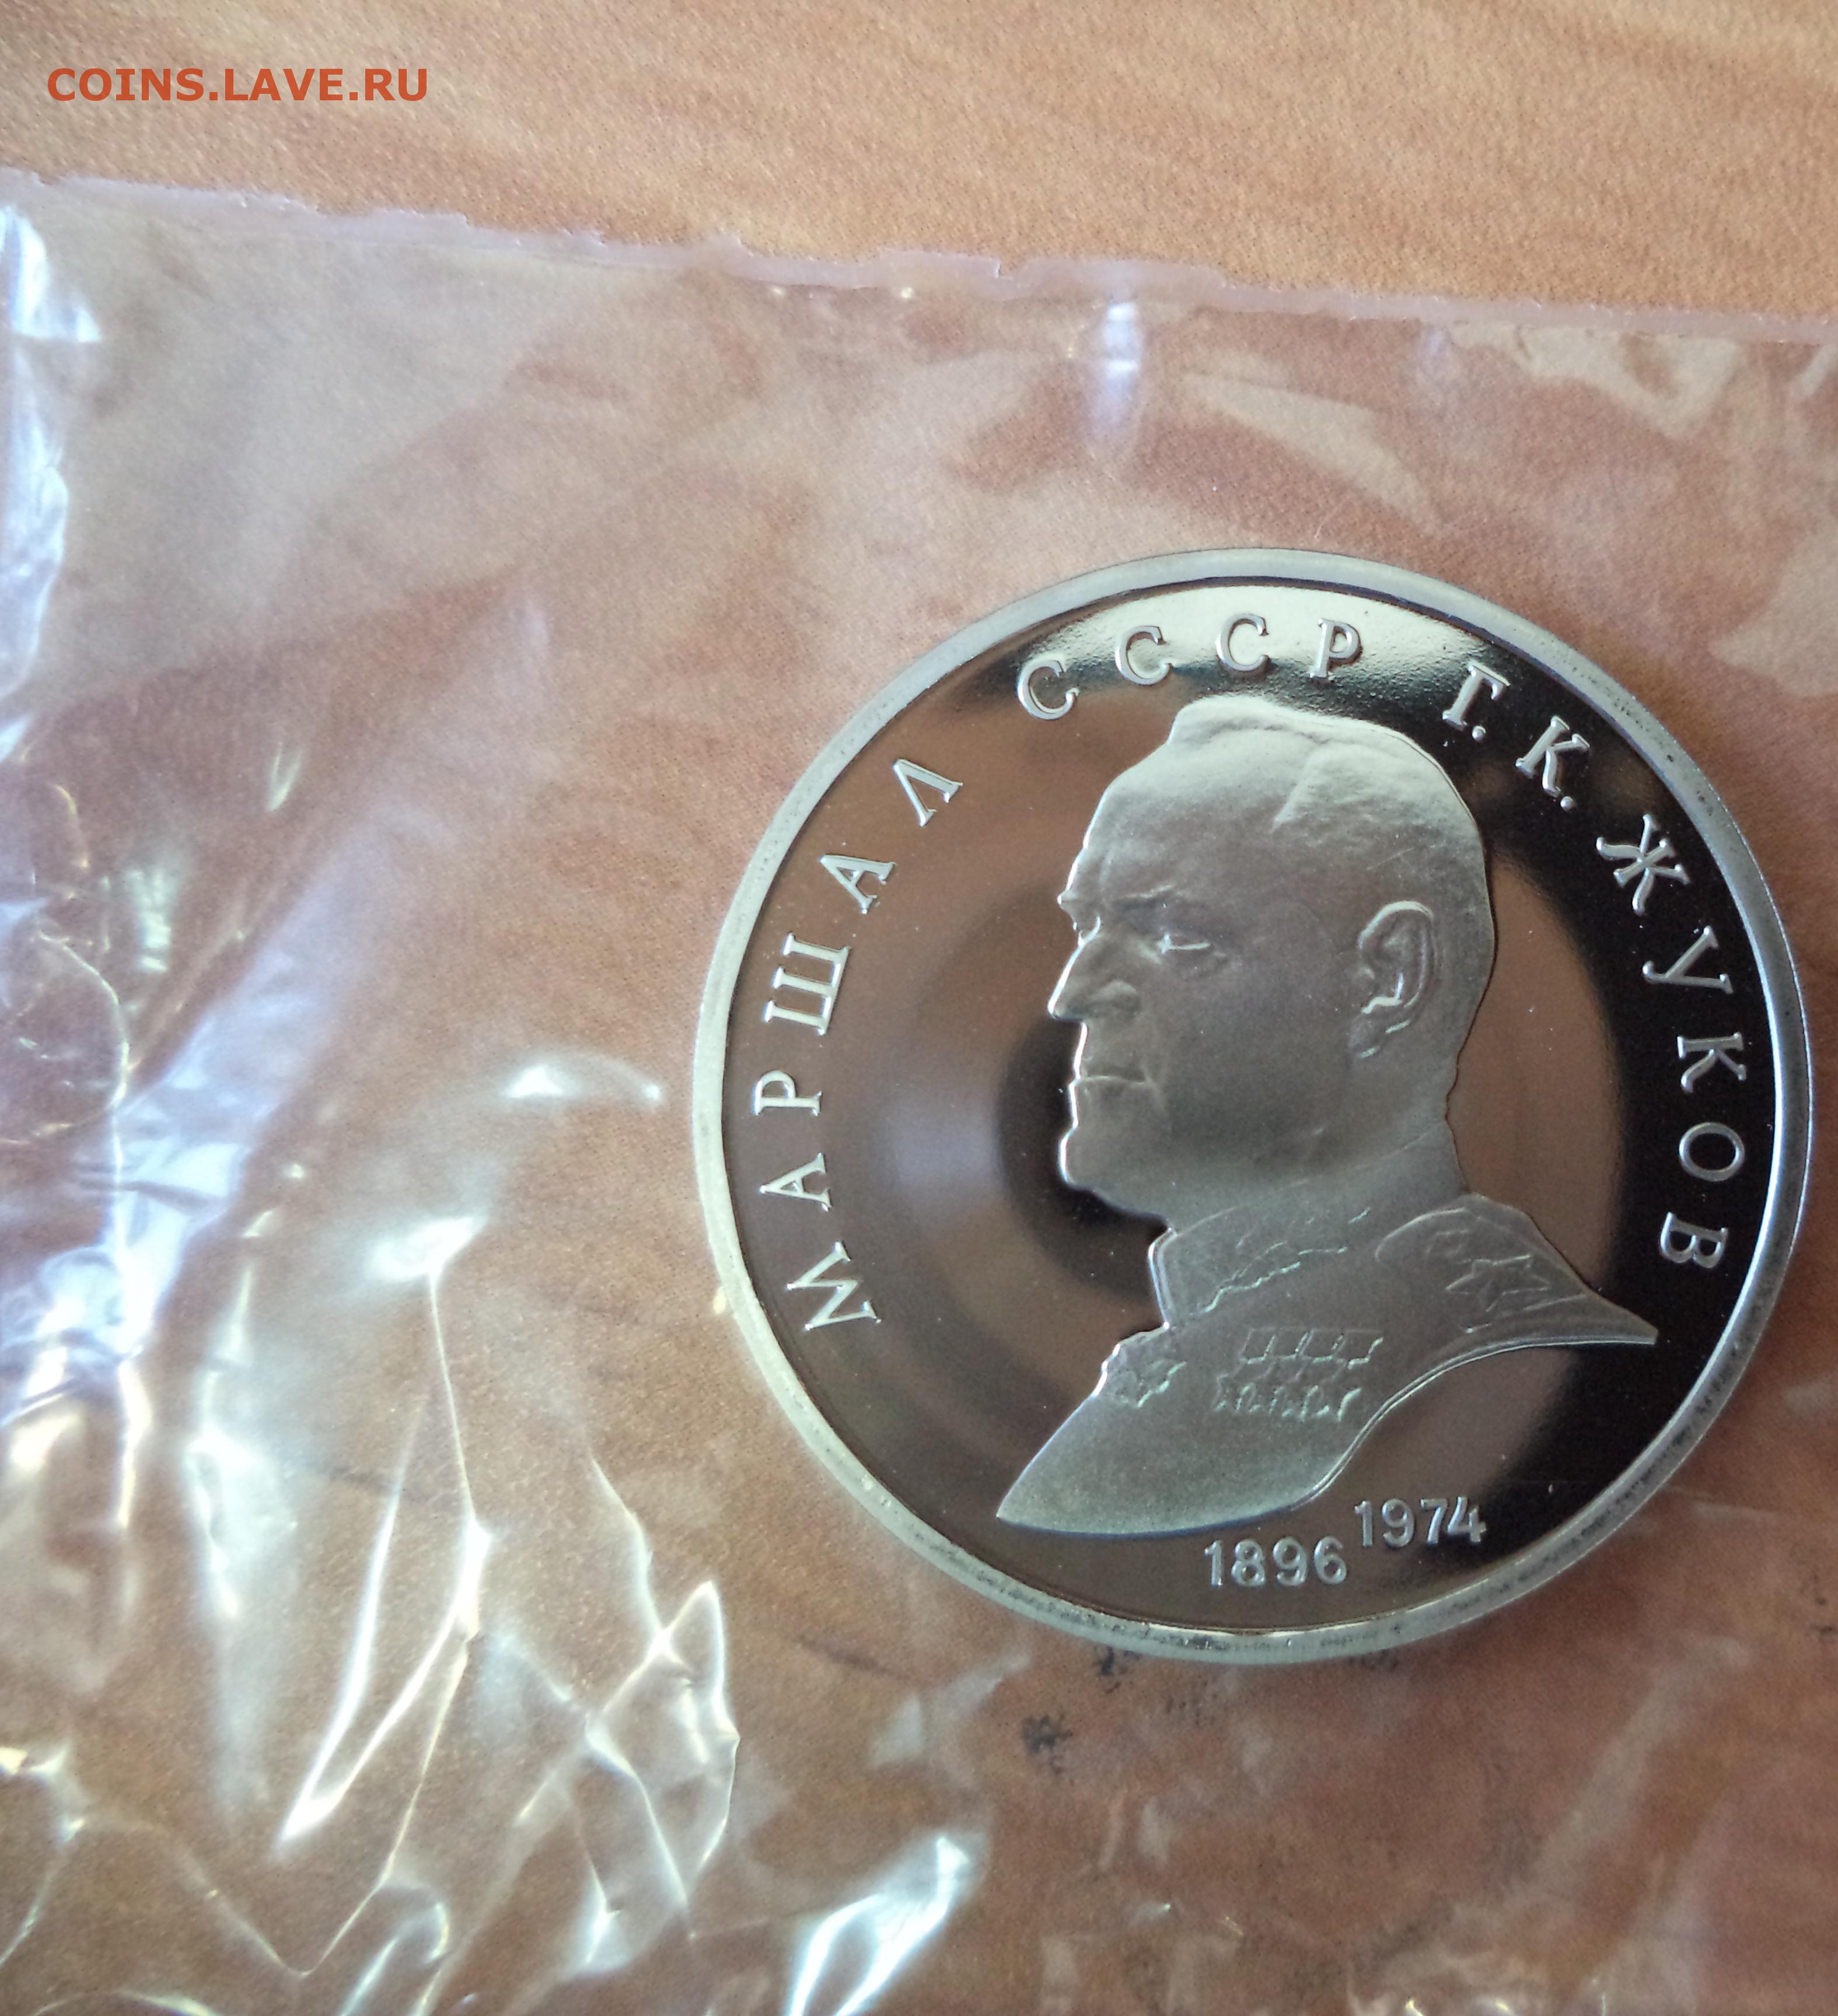 COINS.LAVE.RU
МАРШАЛ СССР Г.К.ЖУКОВ
1896 1974